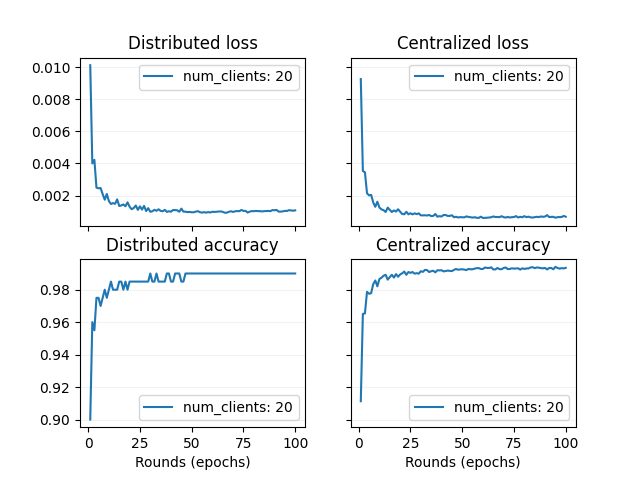 Distributed loss
Centralized loss
0.010
0.008
0.006
0.004
0.002
num_clients: 20
num_clients: 20
Distributed accuracy
Centralized accuracy
0.98
0.96
0.94
0.92
0.90
num_clients: 20
num_clients: 20
0 25 50 75 100
0 25 50 75 100
Rounds (epochs)
Rounds (epochs)